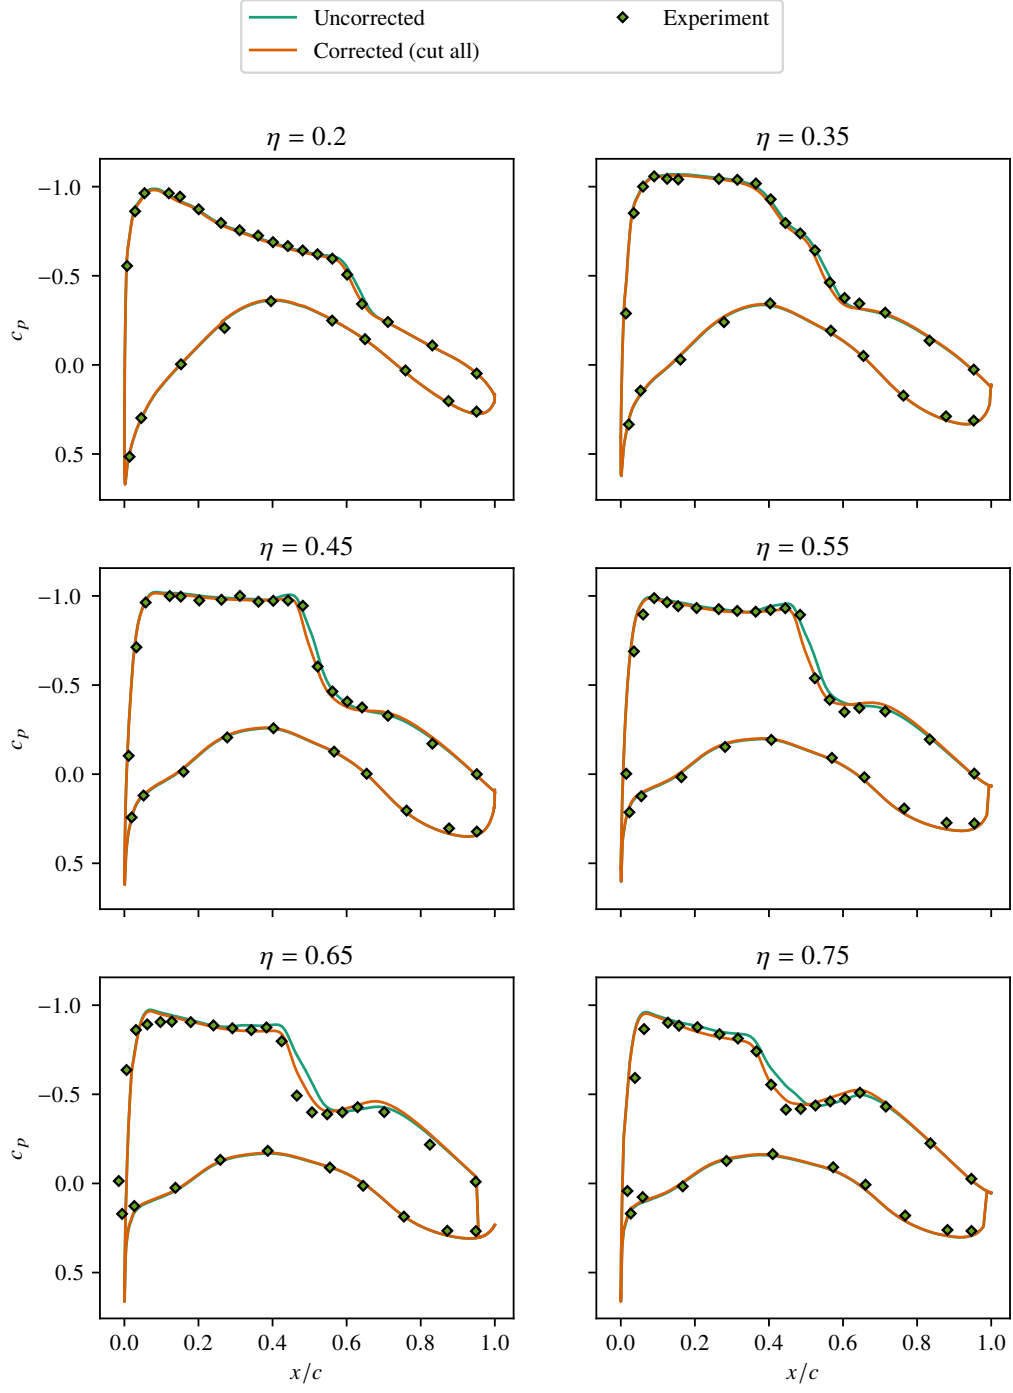 Uncorrected
Corrected (cut all)
Experiment
η = 0.2
η = 0.35
−1.0
−0.5
0.0
0.5
c_p
η = 0.45
η = 0.55
−1.0
−0.5
0.0
0.5
c_p
η = 0.65
η = 0.75
−1.0
−0.5
0.0
0.5
c_p
0.0 0.2 0.4 0.6 0.8 1.0
x/c
0.0 0.2 0.4 0.6 0.8 1.0
x/c